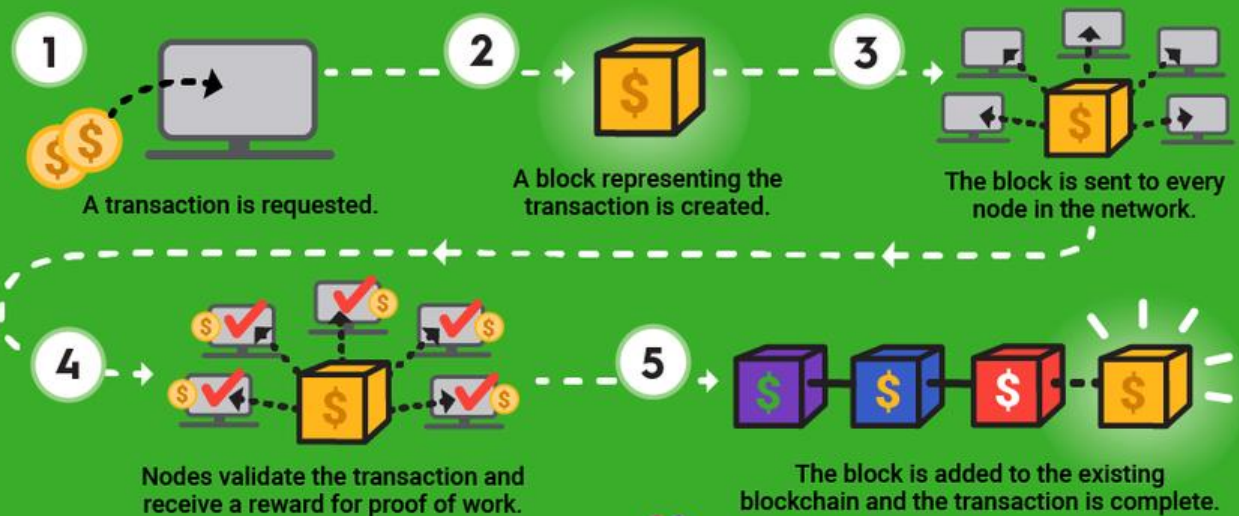 1
2
3
$ $
$
$
A transaction is requested.
A block representing the
transaction is created.
The block is sent to every
node in the network.
4
5
$ $ $ $ $
$
$ $ $ $
Nodes validate the transaction and
receive a reward for proof of work.
The block is added to the existing
blockchain and the transaction is complete.